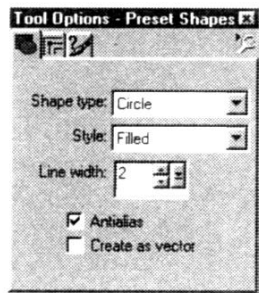 Tool Options - Preset Shapes
Shape type: Circle
Style: Filled
Line width: 2
Antialias
Create as vector